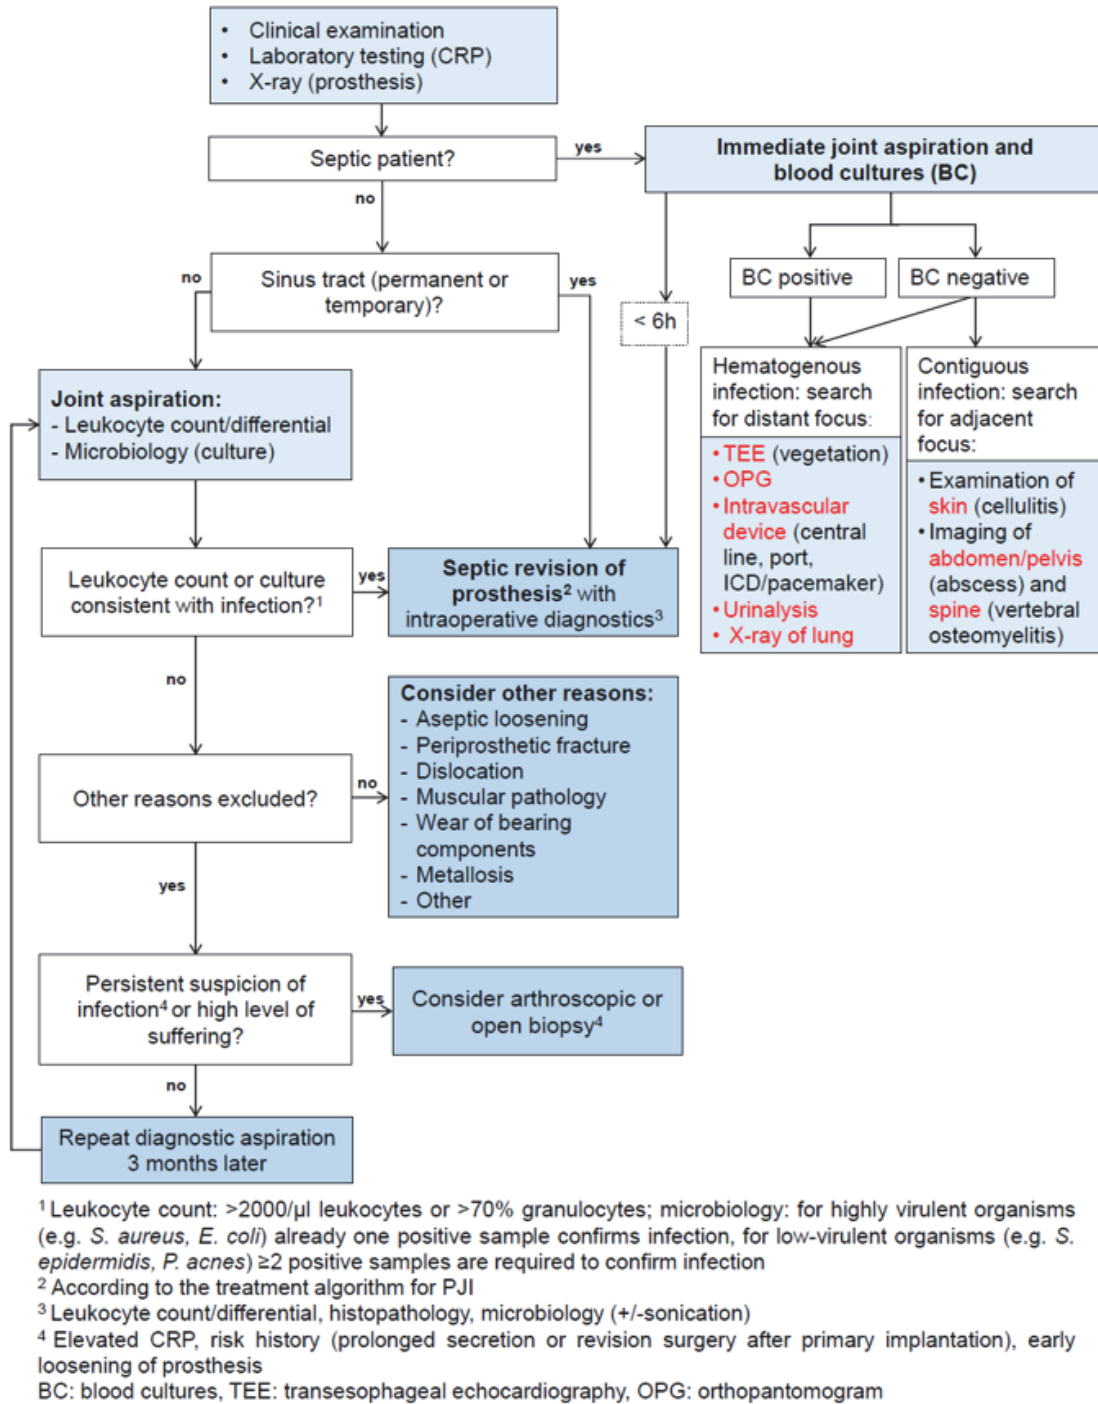 • Clinical examination
• Laboratory testing (CRP)
• X-ray (prosthesis)
Septic patient?
yes
Immediate joint aspiration and
blood cultures (BC)
no
Sinus tract (permanent or
temporary)?
no
yes
BC positive
BC negative
< 6h
Joint aspiration:
- Leukocyte count/differential
- Microbiology (culture)
Hematogenous
infection: search
for distant focus:
• TEE (vegetation)
• OPG
• Intravascular
device (central
line, port,
ICD/pacemaker)
• Urinalysis
• X-ray of lung
Contiguous
infection: search
for adjacent
focus:
• Examination of
skin (cellulitis)
• Imaging of
abdomen/pelvis
(abscess) and
spine (vertebral
osteomyelitis)
Leukocyte count or culture
consistent with infection?¹
yes
Septic revision of
prosthesis² with
intraoperative diagnostics³
no
Other reasons excluded?
no
Consider other reasons:
- Aseptic loosening
- Periprosthetic fracture
- Dislocation
- Muscular pathology
- Wear of bearing
components
- Metallosis
- Other
yes
Persistent suspicion of
infection⁴ or high level of
suffering?
yes
Consider arthroscopic or
open biopsy⁴
no
Repeat diagnostic aspiration
3 months later
¹ Leukocyte count: >2000/µl leukocytes or >70% granulocytes; microbiology: for highly virulent organisms
(e.g. S. aureus, E. coli) already one positive sample confirms infection, for low-virulent organisms (e.g. S.
epidermidis, P. acnes) ≥2 positive samples are required to confirm infection
² According to the treatment algorithm for PJI
³ Leukocyte count/differential, histopathology, microbiology (+/-sonication)
⁴ Elevated CRP, risk history (prolonged secretion or revision surgery after primary implantation), early
loosening of prosthesis
BC: blood cultures, TEE: transesophageal echocardiography, OPG: orthopantomogram